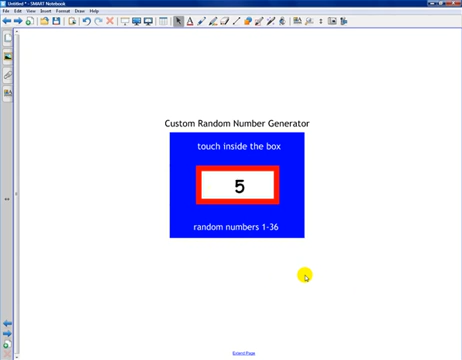 Untitled * - SMART Notebook
File Edit View Insert Format Draw Help
Custom Random Number Generator
touch inside the box
5
random numbers 1-36
Extend Page